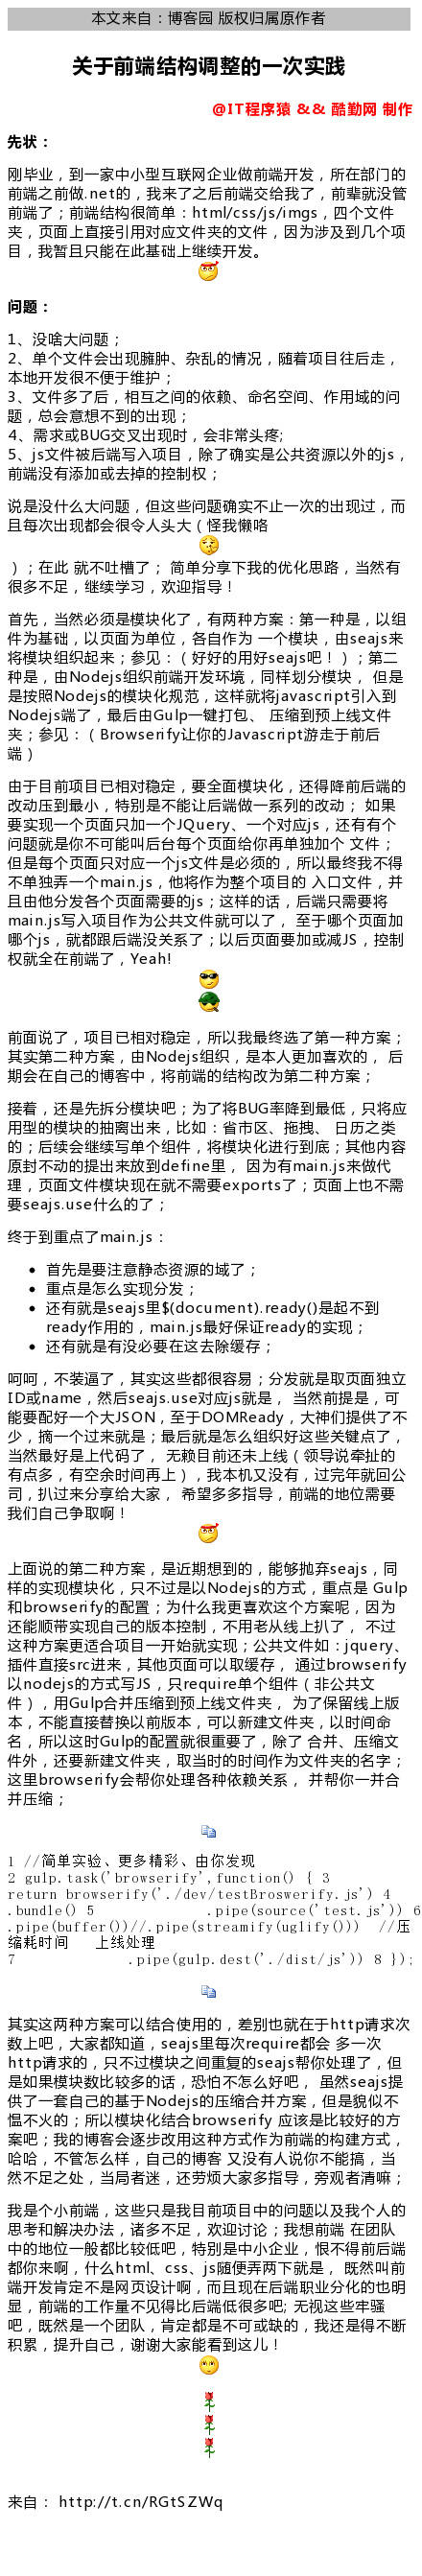 本文来自：博客园 版权归属原作者
关于前端结构调整的一次实践
@IT程序猿 && 酷勤网 制作
先状：
刚毕业，到一家中小型互联网企业做前端开发，所在部门的
前端之前做.net的，我来了之后前端交给我了，前辈就没管
前端了；前端结构很简单：html/css/js/imgs，四个文件
夹，页面上直接引用对应文件夹的文件，因为涉及到几个项
目，我暂且只能在此基础上继续开发。
问题：
1、没啥大问题；
2、单个文件会出现臃肿、杂乱的情况，随着项目往后走，
本地开发很不便于维护；
3、文件多了后，相互之间的依赖、命名空间、作用域的问
题，总会意想不到的出现；
4、需求或BUG交叉出现时，会非常头疼;
5、js文件被后端写入项目，除了确实是公共资源以外的js，
前端没有添加或去掉的控制权；
说是没什么大问题，但这些问题确实不止一次的出现过，而
且每次出现都会很令人头大（怪我懒咯
）；在此 就不吐槽了； 简单分享下我的优化思路，当然有
很多不足，继续学习，欢迎指导！
首先，当然必须是模块化了，有两种方案：第一种是，以组
件为基础，以页面为单位，各自作为 一个模块，由seajs来
将模块组织起来；参见：（ 好好的用好seajs吧！）；第二
种是，由Nodejs组织前端开发环境，同样划分模块， 但是
是按照Nodejs的模块化规范，这样就将javascript引入到
Nodejs端了，最后由Gulp一键打包、 压缩到预上线文件
夹；参见：（ Browserify让你的Javascript游走于前后
端 ）
由于目前项目已相对稳定，要全面模块化，还得降前后端的
改动压到最小，特别是不能让后端做一系列的改动； 如果
要实现一个页面只加一个JQuery、一个对应js，还有有个
问题就是你不可能叫后台每个页面给你再单独加个 文件；
但是每个页面只对应一个js文件是必须的，所以最终我不得
不单独弄一个main.js，他将作为整个项目的 入口文件，并
且由他分发各个页面需要的js；这样的话，后端只需要将
main.js写入项目作为公共文件就可以了， 至于哪个页面加
哪个js，就都跟后端没关系了；以后页面要加或减JS，控制
权就全在前端了，Yeah!
前面说了，项目已相对稳定，所以我最终选了第一种方案；
其实第二种方案，由Nodejs组织，是本人更加喜欢的， 后
期会在自己的博客中，将前端的结构改为第二种方案；
接着，还是先拆分模块吧；为了将BUG率降到最低，只将应
用型的模块的抽离出来，比如：省市区、拖拽、 日历之类
的；后续会继续写单个组件，将模块化进行到底；其他内容
原封不动的提出来放到define里， 因为有main.js来做代
理，页面文件模块现在就不需要exports了；页面上也不需
要seajs.use什么的了；
终于到重点了main.js：
• 首先是要注意静态资源的域了；
• 重点是怎么实现分发；
• 还有就是seajs里$(document).ready()是起不到
ready作用的，main.js最好保证ready的实现；
• 还有就是有没必要在这去除缓存；
呵呵，不装逼了，其实这些都很容易；分发就是取页面独立
ID或name，然后seajs.use对应js就是， 当然前提是，可
能要配好一个大JSON，至于DOMReady，大神们提供了不
少，摘一个过来就是；最后就是怎么组织好这些关键点了，
当然最好是上代码了， 无赖目前还未上线（领导说牵扯的
有点多，有空余时间再上），我本机又没有，过完年就回公
司，扒过来分享给大家， 希望多多指导，前端的地位需要
我们自己争取啊！
上面说的第二种方案，是近期想到的，能够抛弃seajs，同
样的实现模块化，只不过是以Nodejs的方式，重点是 Gulp
和browserify的配置；为什么我更喜欢这个方案呢，因为
还能顺带实现自己的版本控制，不用老从线上扒了， 不过
这种方案更适合项目一开始就实现；公共文件如：jquery、
插件直接src进来，其他页面可以取缓存， 通过browserify
以nodejs的方式写JS，只require单个组件（非公共文
件），用Gulp合并压缩到预上线文件夹， 为了保留线上版
本，不能直接替换以前版本，可以新建文件夹，以时间命
名，所以这时Gulp的配置就很重要了，除了 合并、压缩文
件外，还要新建文件夹，取当时的时间作为文件夹的名字；
这里browserify会帮你处理各种依赖关系， 并帮你一并合
并压缩；
1 //简单实验、更多精彩、由你发现
2 gulp.task('browserify',function() { 3
return browserify('./dev/testBroswerify.js') 4
.bundle() 5 .pipe(source('test.js')) 6
.pipe(buffer())//.pipe(streamify(uglify())) //压
缩耗时间 上线处理
7 .pipe(gulp.dest('./dist/js')) 8 });
其实这两种方案可以结合使用的，差别也就在于http请求次
数上吧，大家都知道，seajs里每次require都会 多一次
http请求的，只不过模块之间重复的seajs帮你处理了，但
是如果模块数比较多的话，恐怕不怎么好吧， 虽然seajs提
供了一套自己的基于Nodejs的压缩合并方案，但是貌似不
愠不火的；所以模块化结合browserify 应该是比较好的方
案吧；我的博客会逐步改用这种方式作为前端的构建方式，
哈哈，不管怎么样，自己的博客 又没有人说你不能搞，当
然不足之处，当局者迷，还劳烦大家多指导，旁观者清嘛；
我是个小前端，这些只是我目前项目中的问题以及我个人的
思考和解决办法，诸多不足，欢迎讨论；我想前端 在团队
中的地位一般都比较低吧，特别是中小企业，恨不得前后端
都你来啊，什么html、css、js随便弄两下就是， 既然叫前
端开发肯定不是网页设计啊，而且现在后端职业分化的也明
显，前端的工作量不见得比后端低很多吧; 无视这些牢骚
吧，既然是一个团队，肯定都是不可或缺的，我还是得不断
积累，提升自己，谢谢大家能看到这儿！
来自： http://t.cn/RGtSZWq